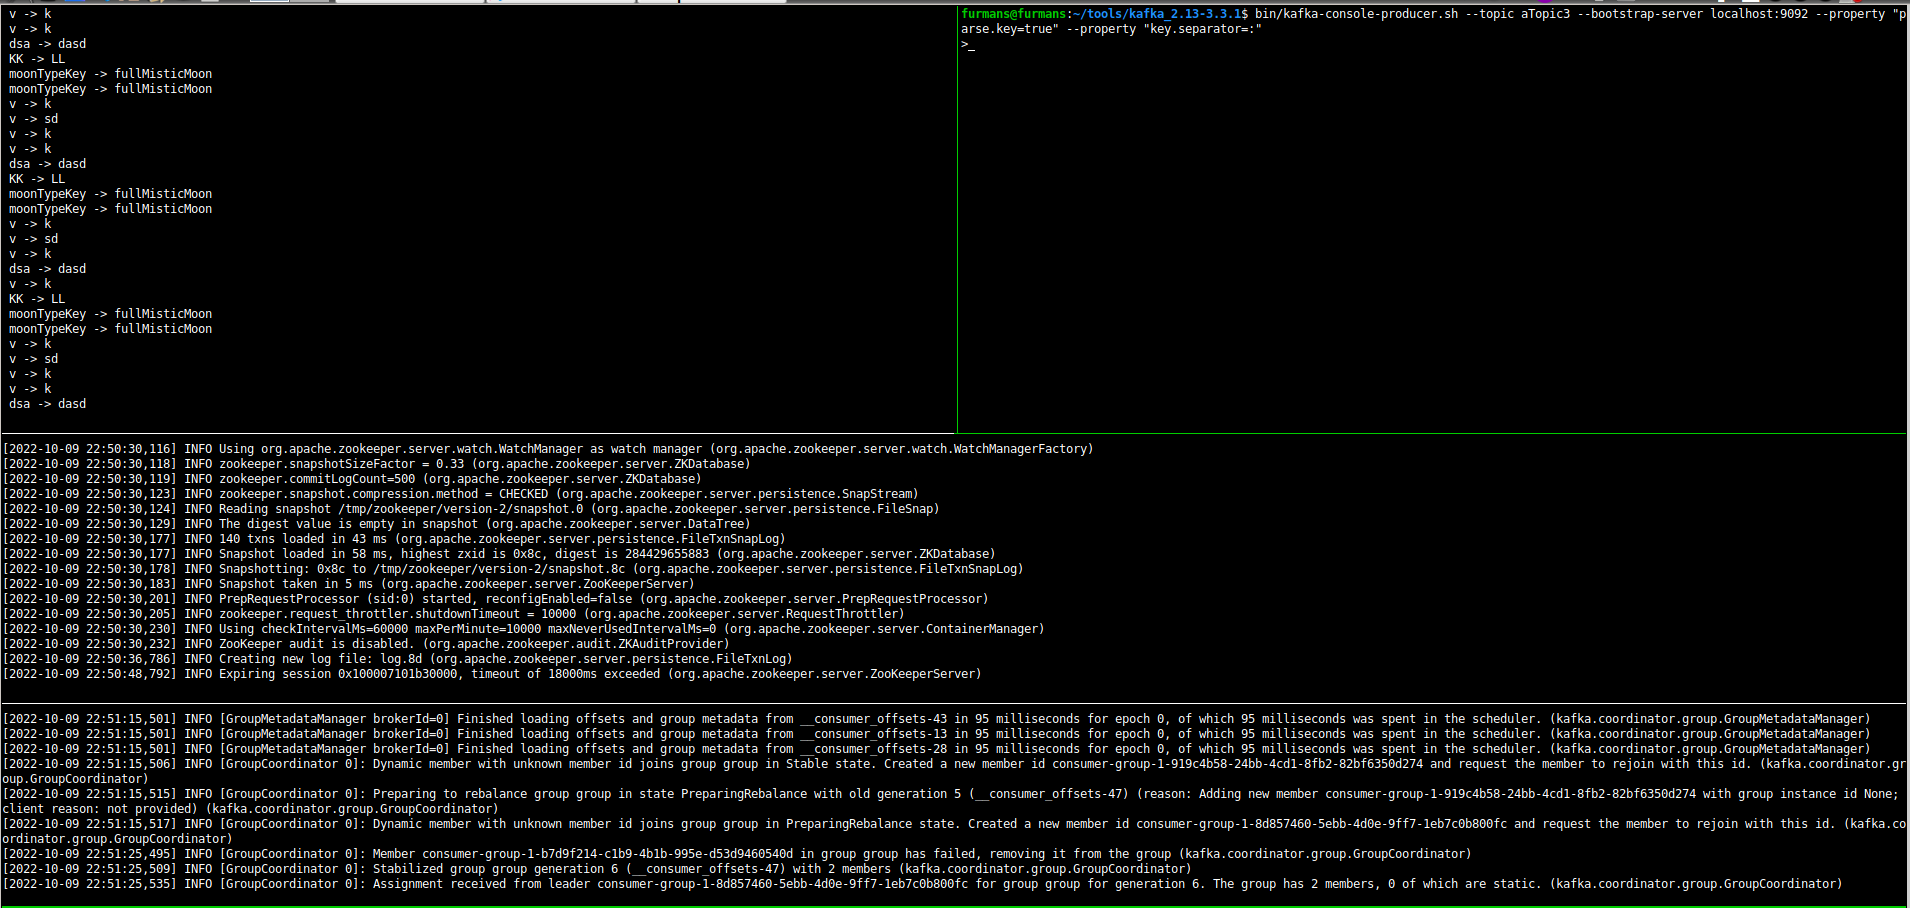 v -> k
v -> k
dsa -> dasd
KK -> LL
moonTypeKey -> fullMisticMoon
moonTypeKey -> fullMisticMoon
v -> k
v -> sd
v -> k
v -> k
dsa -> dasd
KK -> LL
moonTypeKey -> fullMisticMoon
moonTypeKey -> fullMisticMoon
v -> k
v -> sd
v -> k
dsa -> dasd
v -> k
KK -> LL
moonTypeKey -> fullMisticMoon
moonTypeKey -> fullMisticMoon
v -> k
v -> sd
v -> k
v -> k
dsa -> dasd
furmans@furmans:~/tools/kafka_2.13-3.3.1$ bin/kafka-console-producer.sh --topic aTopic3 --bootstrap-server localhost:9092 --property "p
arse.key=true" --property "key.separator=:"
>_
[2022-10-09 22:50:30,116] INFO Using org.apache.zookeeper.server.watch.WatchManager as watch manager (org.apache.zookeeper.server.watch.WatchManagerFactory)
[2022-10-09 22:50:30,118] INFO zookeeper.snapshotSizeFactor = 0.33 (org.apache.zookeeper.server.ZKDatabase)
[2022-10-09 22:50:30,119] INFO zookeeper.commitLogCount=500 (org.apache.zookeeper.server.ZKDatabase)
[2022-10-09 22:50:30,123] INFO zookeeper.snapshot.compression.method = CHECKED (org.apache.zookeeper.server.persistence.SnapStream)
[2022-10-09 22:50:30,124] INFO Reading snapshot /tmp/zookeeper/version-2/snapshot.0 (org.apache.zookeeper.server.persistence.FileSnap)
[2022-10-09 22:50:30,129] INFO The digest value is empty in snapshot (org.apache.zookeeper.server.DataTree)
[2022-10-09 22:50:30,177] INFO 140 txns loaded in 43 ms (org.apache.zookeeper.server.persistence.FileTxnSnapLog)
[2022-10-09 22:50:30,177] INFO Snapshot loaded in 58 ms, highest zxid is 0x8c, digest is 284429655883 (org.apache.zookeeper.server.ZKDatabase)
[2022-10-09 22:50:30,178] INFO Snapshotting: 0x8c to /tmp/zookeeper/version-2/snapshot.8c (org.apache.zookeeper.server.persistence.FileTxnSnapLog)
[2022-10-09 22:50:30,183] INFO Snapshot taken in 5 ms (org.apache.zookeeper.server.ZooKeeperServer)
[2022-10-09 22:50:30,201] INFO PrepRequestProcessor (sid:0) started, reconfigEnabled=false (org.apache.zookeeper.server.PrepRequestProcessor)
[2022-10-09 22:50:30,205] INFO zookeeper.request_throttler.shutdownTimeout = 10000 (org.apache.zookeeper.server.RequestThrottler)
[2022-10-09 22:50:30,230] INFO Using checkIntervalMs=60000 maxPerMinute=10000 maxNeverUsedIntervalMs=0 (org.apache.zookeeper.server.ContainerManager)
[2022-10-09 22:50:30,232] INFO ZooKeeper audit is disabled. (org.apache.zookeeper.audit.ZKAuditProvider)
[2022-10-09 22:50:36,786] INFO Creating new log file: log.8d (org.apache.zookeeper.server.persistence.FileTxnLog)
[2022-10-09 22:50:48,792] INFO Expiring session 0x100007101b30000, timeout of 18000ms exceeded (org.apache.zookeeper.server.ZooKeeperServer)
[2022-10-09 22:51:15,501] INFO [GroupMetadataManager brokerId=0] Finished loading offsets and group metadata from __consumer_offsets-43 in 95 milliseconds for epoch 0, of which 95 milliseconds was spent in the scheduler. (kafka.coordinator.group.GroupMetadataManager)
[2022-10-09 22:51:15,501] INFO [GroupMetadataManager brokerId=0] Finished loading offsets and group metadata from __consumer_offsets-13 in 95 milliseconds for epoch 0, of which 95 milliseconds was spent in the scheduler. (kafka.coordinator.group.GroupMetadataManager)
[2022-10-09 22:51:15,501] INFO [GroupMetadataManager brokerId=0] Finished loading offsets and group metadata from __consumer_offsets-28 in 95 milliseconds for epoch 0, of which 95 milliseconds was spent in the scheduler. (kafka.coordinator.group.GroupMetadataManager)
[2022-10-09 22:51:15,506] INFO [GroupCoordinator 0]: Dynamic member with unknown member id joins group group in Stable state. Created a new member id consumer-group-1-919c4b58-24bb-4cd1-8fb2-82bf6350d274 and request the member to rejoin with this id. (kafka.coordinator.gr
oup.GroupCoordinator)
[2022-10-09 22:51:15,515] INFO [GroupCoordinator 0]: Preparing to rebalance group group in state PreparingRebalance with old generation 5 (__consumer_offsets-47) (reason: Adding new member consumer-group-1-919c4b58-24bb-4cd1-8fb2-82bf6350d274 with group instance id None;
client reason: not provided) (kafka.coordinator.group.GroupCoordinator)
[2022-10-09 22:51:15,517] INFO [GroupCoordinator 0]: Dynamic member with unknown member id joins group group in PreparingRebalance state. Created a new member id consumer-group-1-8d857460-5ebb-4d0e-9ff7-1eb7c0b800fc and request the member to rejoin with this id. (kafka.co
ordinator.group.GroupCoordinator)
[2022-10-09 22:51:25,495] INFO [GroupCoordinator 0]: Member consumer-group-1-b7d9f214-c1b9-4b1b-995e-d53d9460540d in group group has failed, removing it from the group (kafka.coordinator.group.GroupCoordinator)
[2022-10-09 22:51:25,509] INFO [GroupCoordinator 0]: Stabilized group group generation 6 (__consumer_offsets-47) with 2 members (kafka.coordinator.group.GroupCoordinator)
[2022-10-09 22:51:25,535] INFO [GroupCoordinator 0]: Assignment received from leader consumer-group-1-8d857460-5ebb-4d0e-9ff7-1eb7c0b800fc for group group for generation 6. The group has 2 members, 0 of which are static. (kafka.coordinator.group.GroupCoordinator)